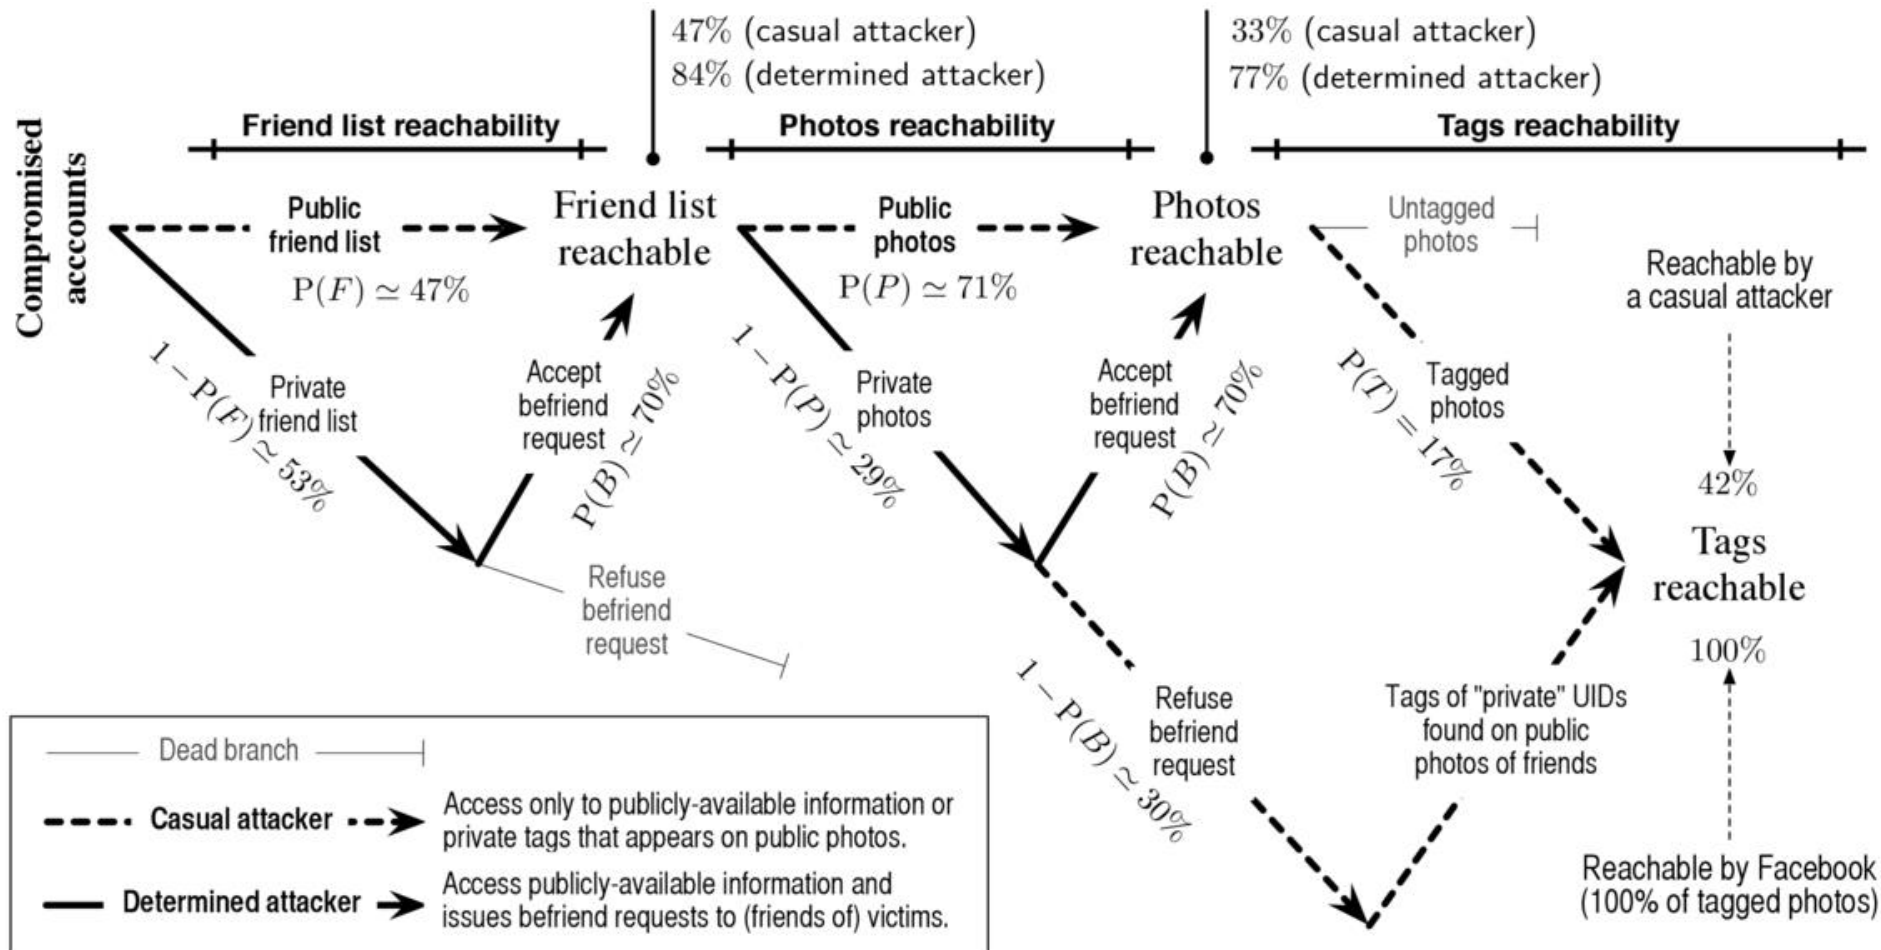 47% (casual attacker)
84% (determined attacker)
33% (casual attacker)
77% (determined attacker)
Friend list reachability
Photos reachability
Tags reachability
Compromised
acccounts
Public
friend list
P(F) ≃ 47%
Friend list
reachable
Public
photos
P(P) ≃ 71%
Photos
reachable
Untagged
photos
Reachable by
a casual attacker
1 − P(F) ≃ 53%
Private
friend list
Accept
befriend
request
P(B) ≃ 70%
1 − P(P) ≃ 29%
Private
photos
Accept
befriend
request
P(B) ≃ 70%
P(T) = 17%
Tagged
photos
42%
Tags
reachable
100%
Refuse
befriend
request
1 − P(B) ≃ 30%
Refuse
befriend
request
Tags of "private" UIDs
found on public
photos of friends
Reachable by Facebook
(100% of tagged photos)
Dead branch
Casual attacker
Access only to publicly-available information or
private tags that appears on public photos.
Determined attacker
Access publicly-available information and
issues befriend requests to (friends of) victims.